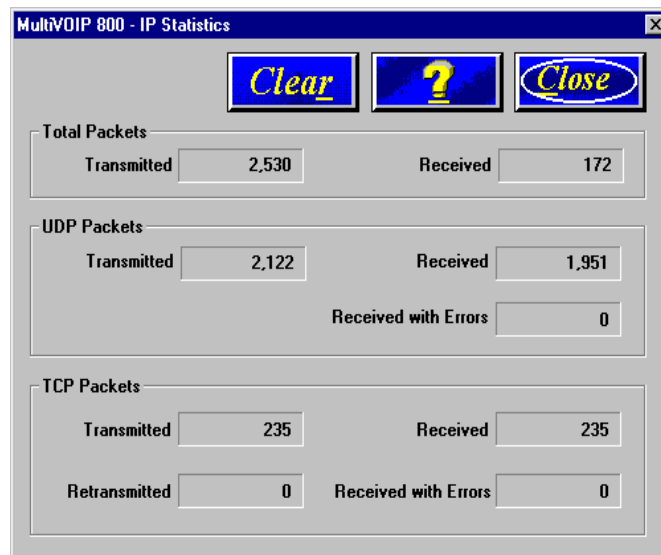 MultiVOIP 800 - IP Statistics
Clear ? Close
Total Packets
Transmitted 2,530 Received 172
UDP Packets
Transmitted 2,122 Received 1,951
Received with Errors 0
TCP Packets
Transmitted 235 Received 235
Retransmitted 0 Received with Errors 0